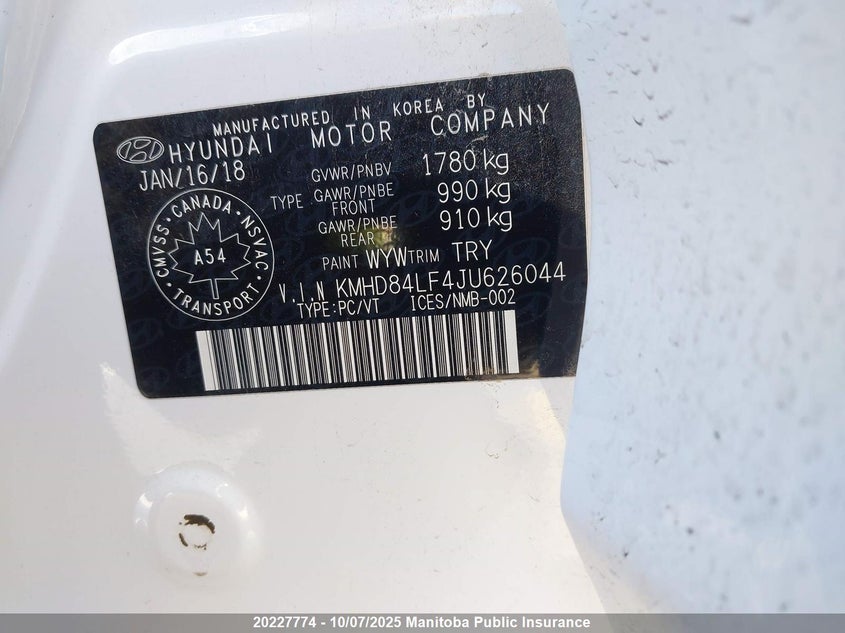 MANUFACTURED IN KOREA BY
HYUNDAI MOTOR COMPANY
JAN/16/18
GVWR/PNBV 1780 kg
TYPE GAWR/PNBE FRONT 990 kg
GAWR/PNBE REAR 910 kg
PAINT WYW TRIM TRY
CMVSS · CANADA · NSVAC
A54
TRANSPORT
V.I.N KMHD84LF4JU626044
TYPE:PC/VT ICES/NMB-002
20227774 - 10/07/2025 Manitoba Public Insurance